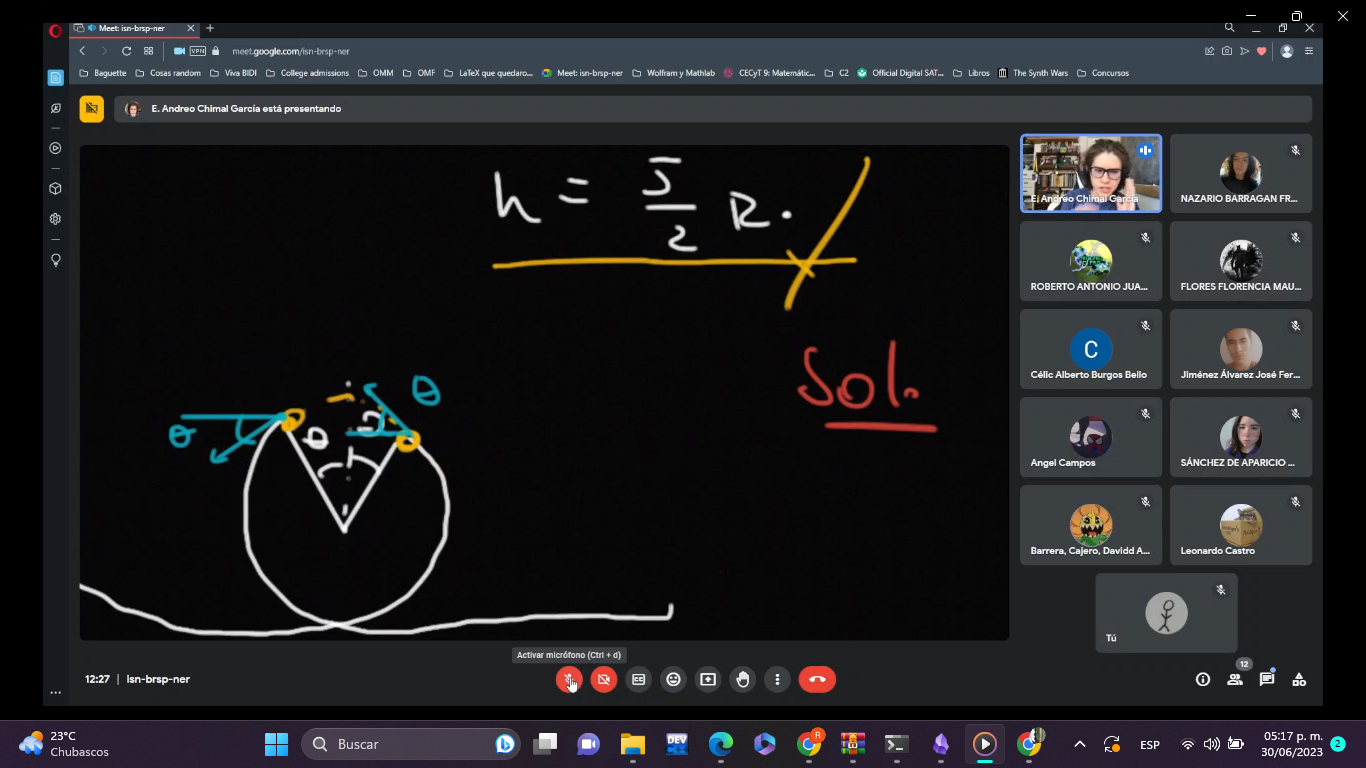 Meet: isn-brsp-ner
VPN
meet.google.com/isn-brsp-ner
Baguette
Cosas random
Viva BIDI
College admissions
OMM
OMF
LaTeX que quedaro...
Meet: isn-brsp-ner
Wolfram y Mathlab
CECyT 9: Matemátic...
C2
Official Digital SAT...
Libros
The Synth Wars
Concursos
E. Andreo Chimal García está presentando
h = 5/2 R.
Sol.
θ
θ
θ
E. Andreo Chimal García
NAZARIO BARRAGAN FR...
ROBERTO ANTONIO JUA...
FLORES FLORENCIA MAU...
C
Célic Alberto Burgos Bello
Jiménez Álvarez José Fer...
Angel Campos
SÁNCHEZ DE APARICIO ...
Barrera, Cajero, Davidd A...
Leonardo Castro
Tú
Activar micrófono (Ctrl + d)
12:27
isn-brsp-ner
12
23°C
Chubascos
Buscar
DEV
R
ESP
05:17 p. m.
30/06/2023
2